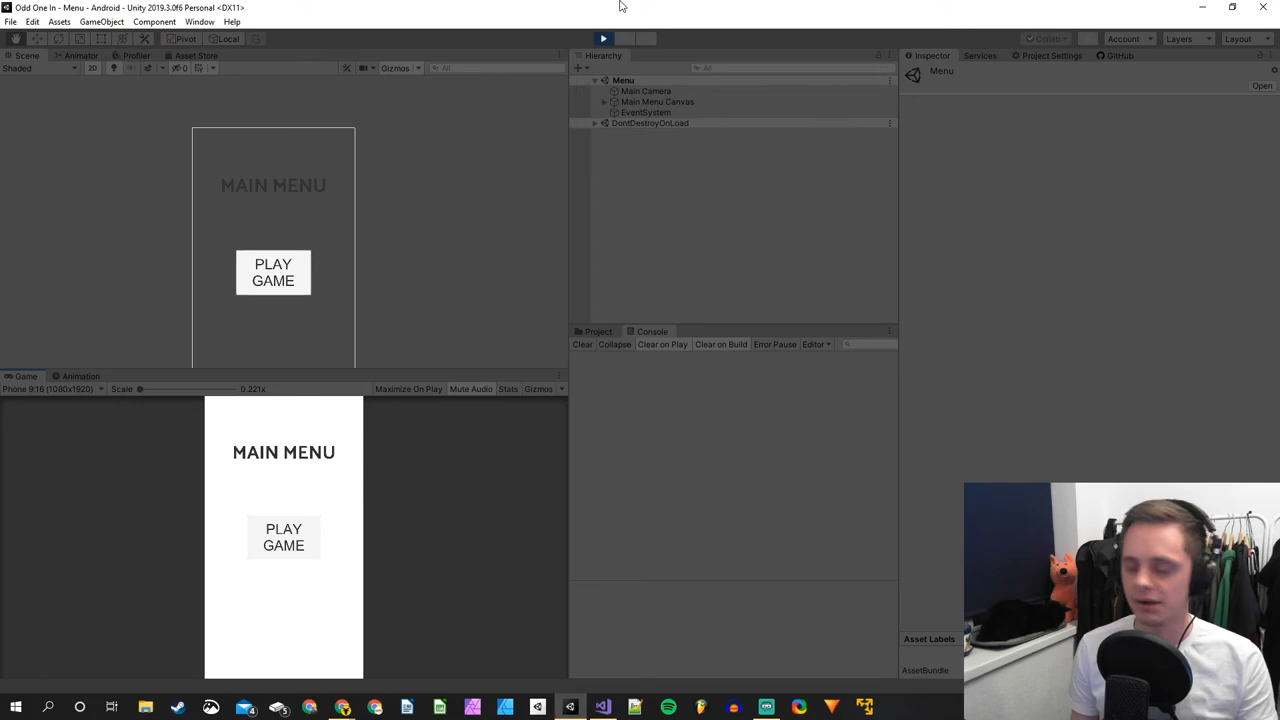 Odd One In - Menu - Android - Unity 2019.3.0f6 Personal <DX11>
File Edit Assets GameObject Component Window Help
Pivot Local Collab Account Layers Layout
Scene Animator Profiler Asset Store
Shaded 2D 0 Gizmos All
MAIN MENU
PLAY
GAME
Hierarchy
All
Menu
Main Camera
Main Menu Canvas
EventSystem
DontDestroyOnLoad
Inspector Services Project Settings GitHub
Menu
Open
Game Animation
Phone 9:16 (1080x1920) Scale 0.221x Maximize On Play Mute Audio Stats Gizmos
MAIN MENU
PLAY
GAME
Project Console
Clear Collapse Clear on Play Clear on Build Error Pause Editor
Asset Labels
AssetBundle